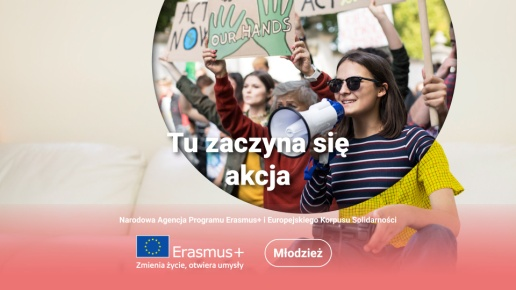 ACT
NOW
OUR HANDS
Tu zaczyna się
akcja
Narodowa Agencja Programu Erasmus+ i Europejskiego Korpusu Solidarności
Erasmus+
Młodzież
Zmienia życie, otwiera umysły